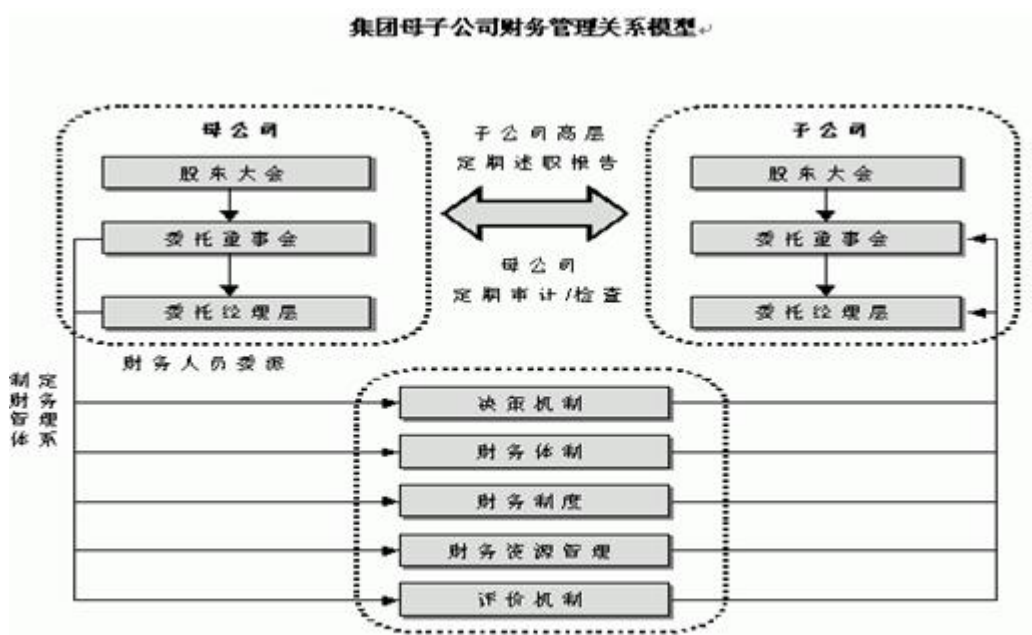 集团母子公司财务管理关系模型
母公司
股东大会
委托董事会
委托经理层
子公司高层
定期述职报告
母公司
定期审计/检查
子公司
股东大会
委托董事会
委托经理层
财务人员委派
制定
财务
管理
体系
决策机制
财务体制
财务制度
财务资源管理
评价机制